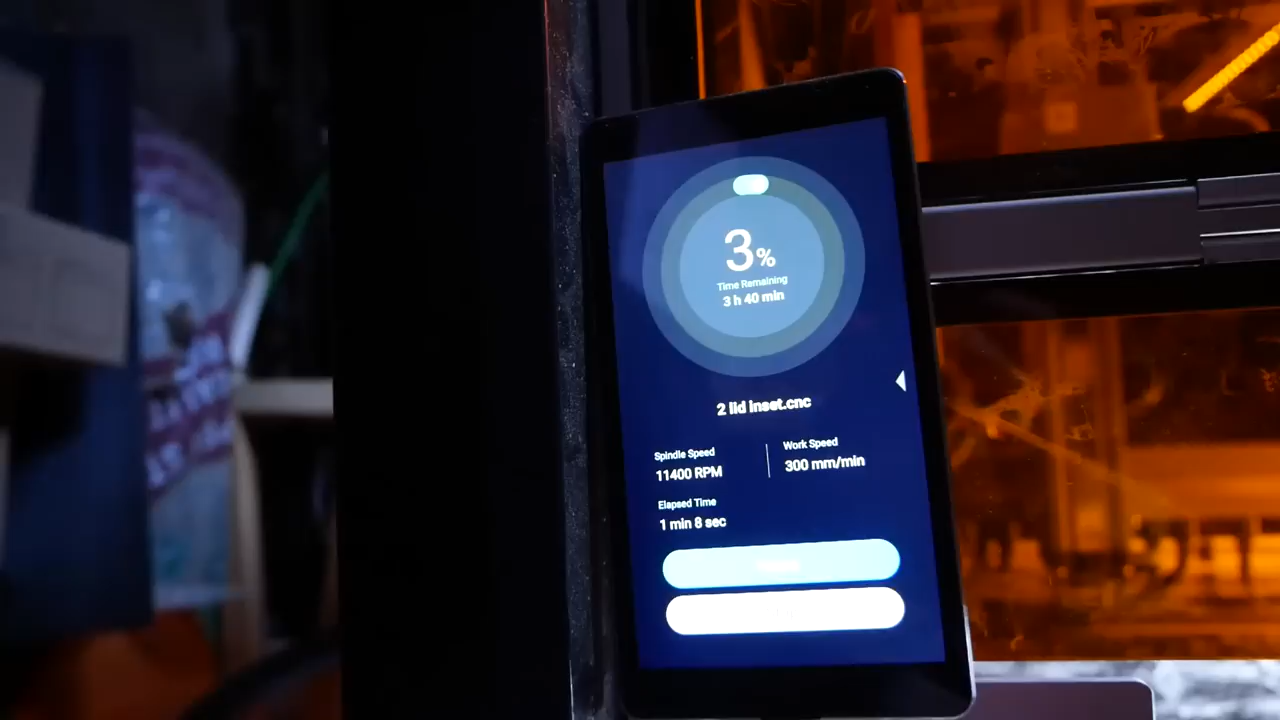 3%
Time Remaining
3 h 40 min
2 lid inset.cnc
Spindle Speed
11400 RPM
Work Speed
300 mm/min
Elapsed Time
1 min 8 sec